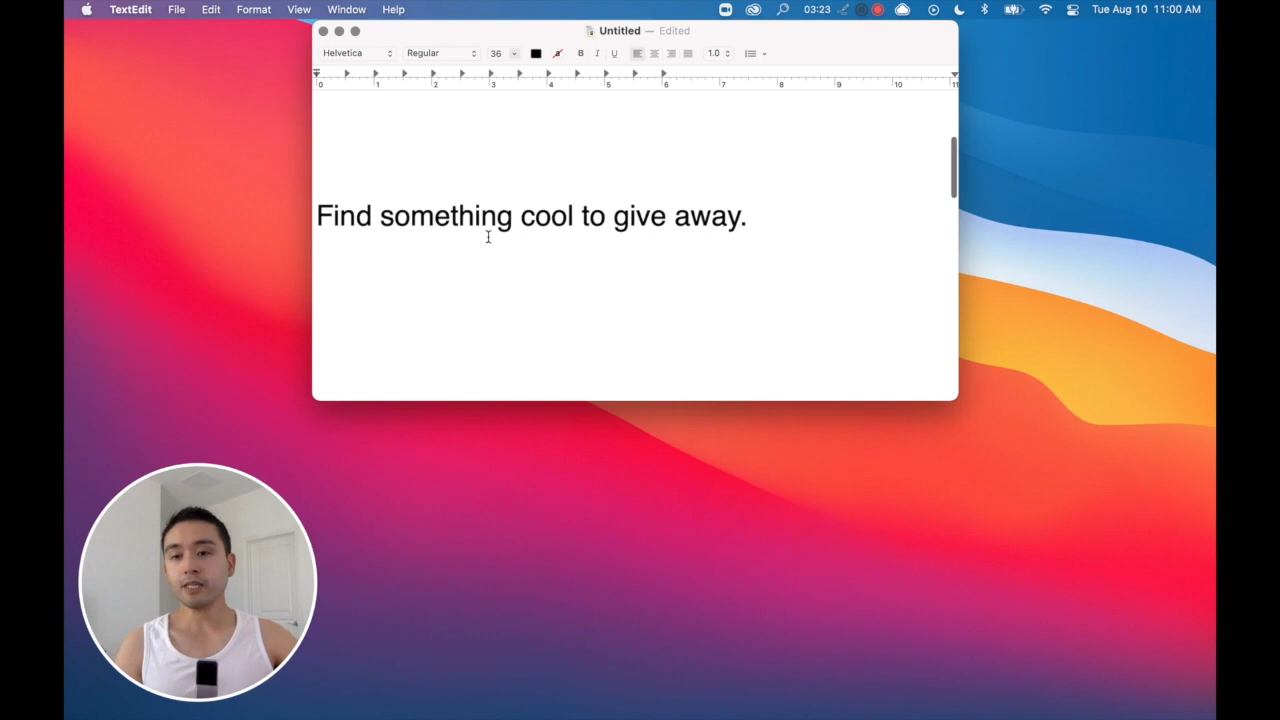 TextEdit File Edit Format View Window Help 03:23 Tue Aug 10 11:00 AM
Untitled — Edited
Helvetica Regular 36 a B I U 1.0
0 1 2 3 4 5 6 7 8 9 10 11
Find something cool to give away.